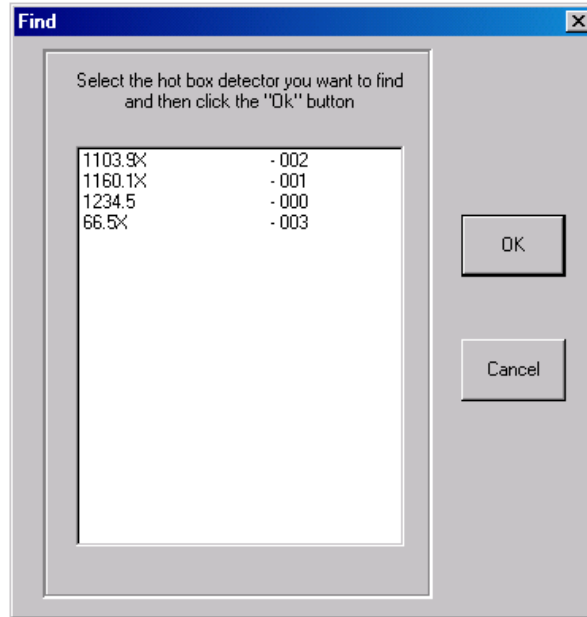 Find
Select the hot box detector you want to find
and then click the "Ok" button
1103.9X - 002
1160.1X - 001
1234.5 - 000
66.5X - 003
OK
Cancel